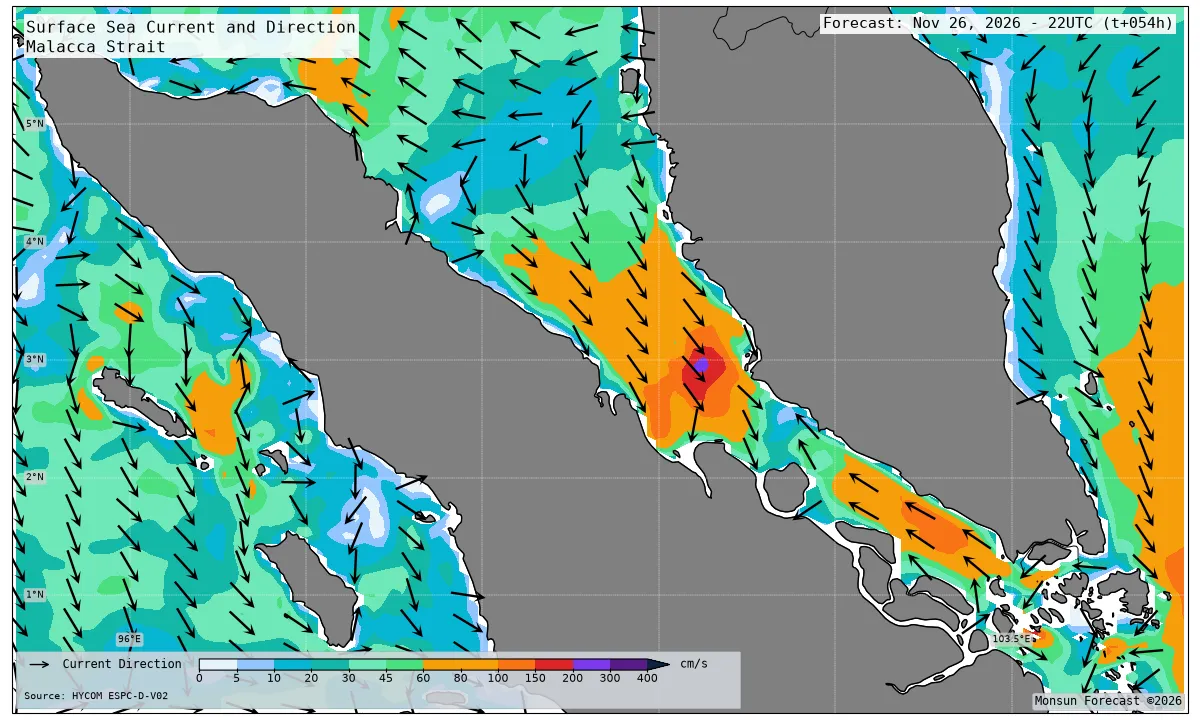 Surface Sea Current and Direction
Malacca Strait
Forecast: Nov 26, 2026 - 22UTC (t+054h)
5°N
4°N
3°N
2°N
1°N
96°E
103.5°E
Current Direction
0 5 10 20 30 45 60 80 100 150 200 300 400
cm/s
Source: HYCOM ESPC-D-V02
Monsun Forecast ©2026